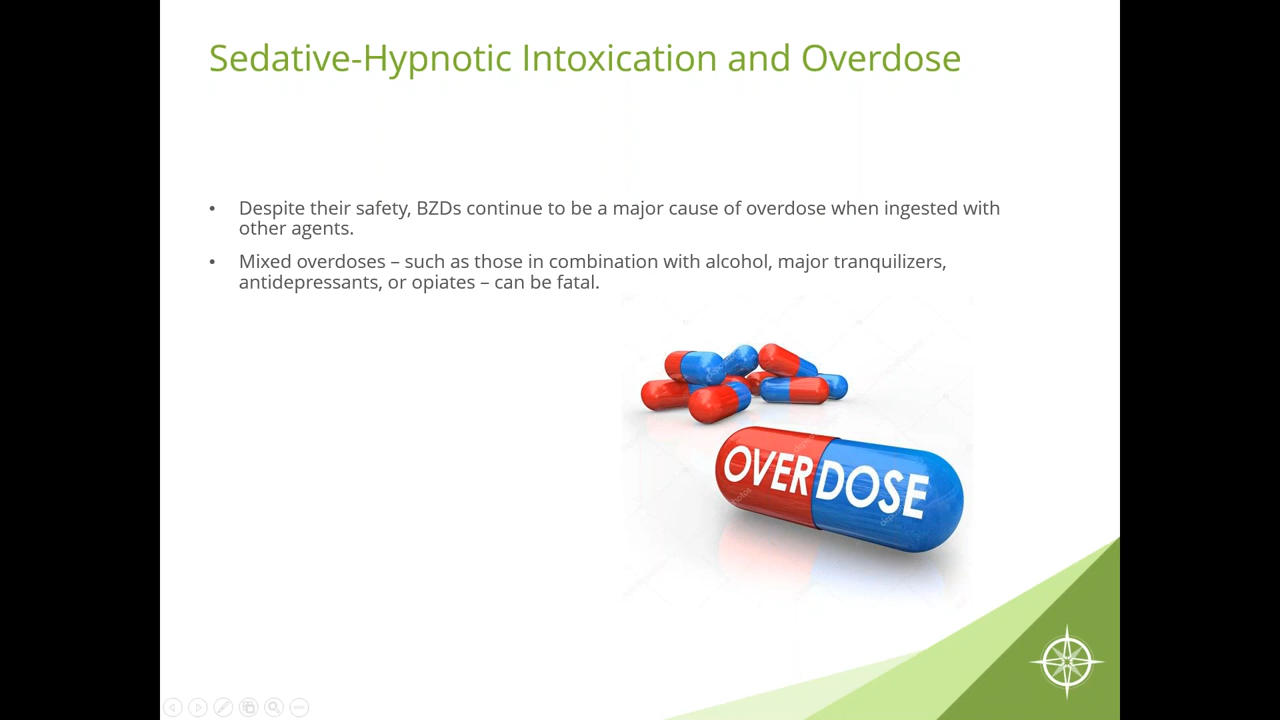 Sedative-Hypnotic Intoxication and Overdose
• Despite their safety, BZDs continue to be a major cause of overdose when ingested with
other agents.
• Mixed overdoses – such as those in combination with alcohol, major tranquilizers,
antidepressants, or opiates – can be fatal.
OVERDOSE